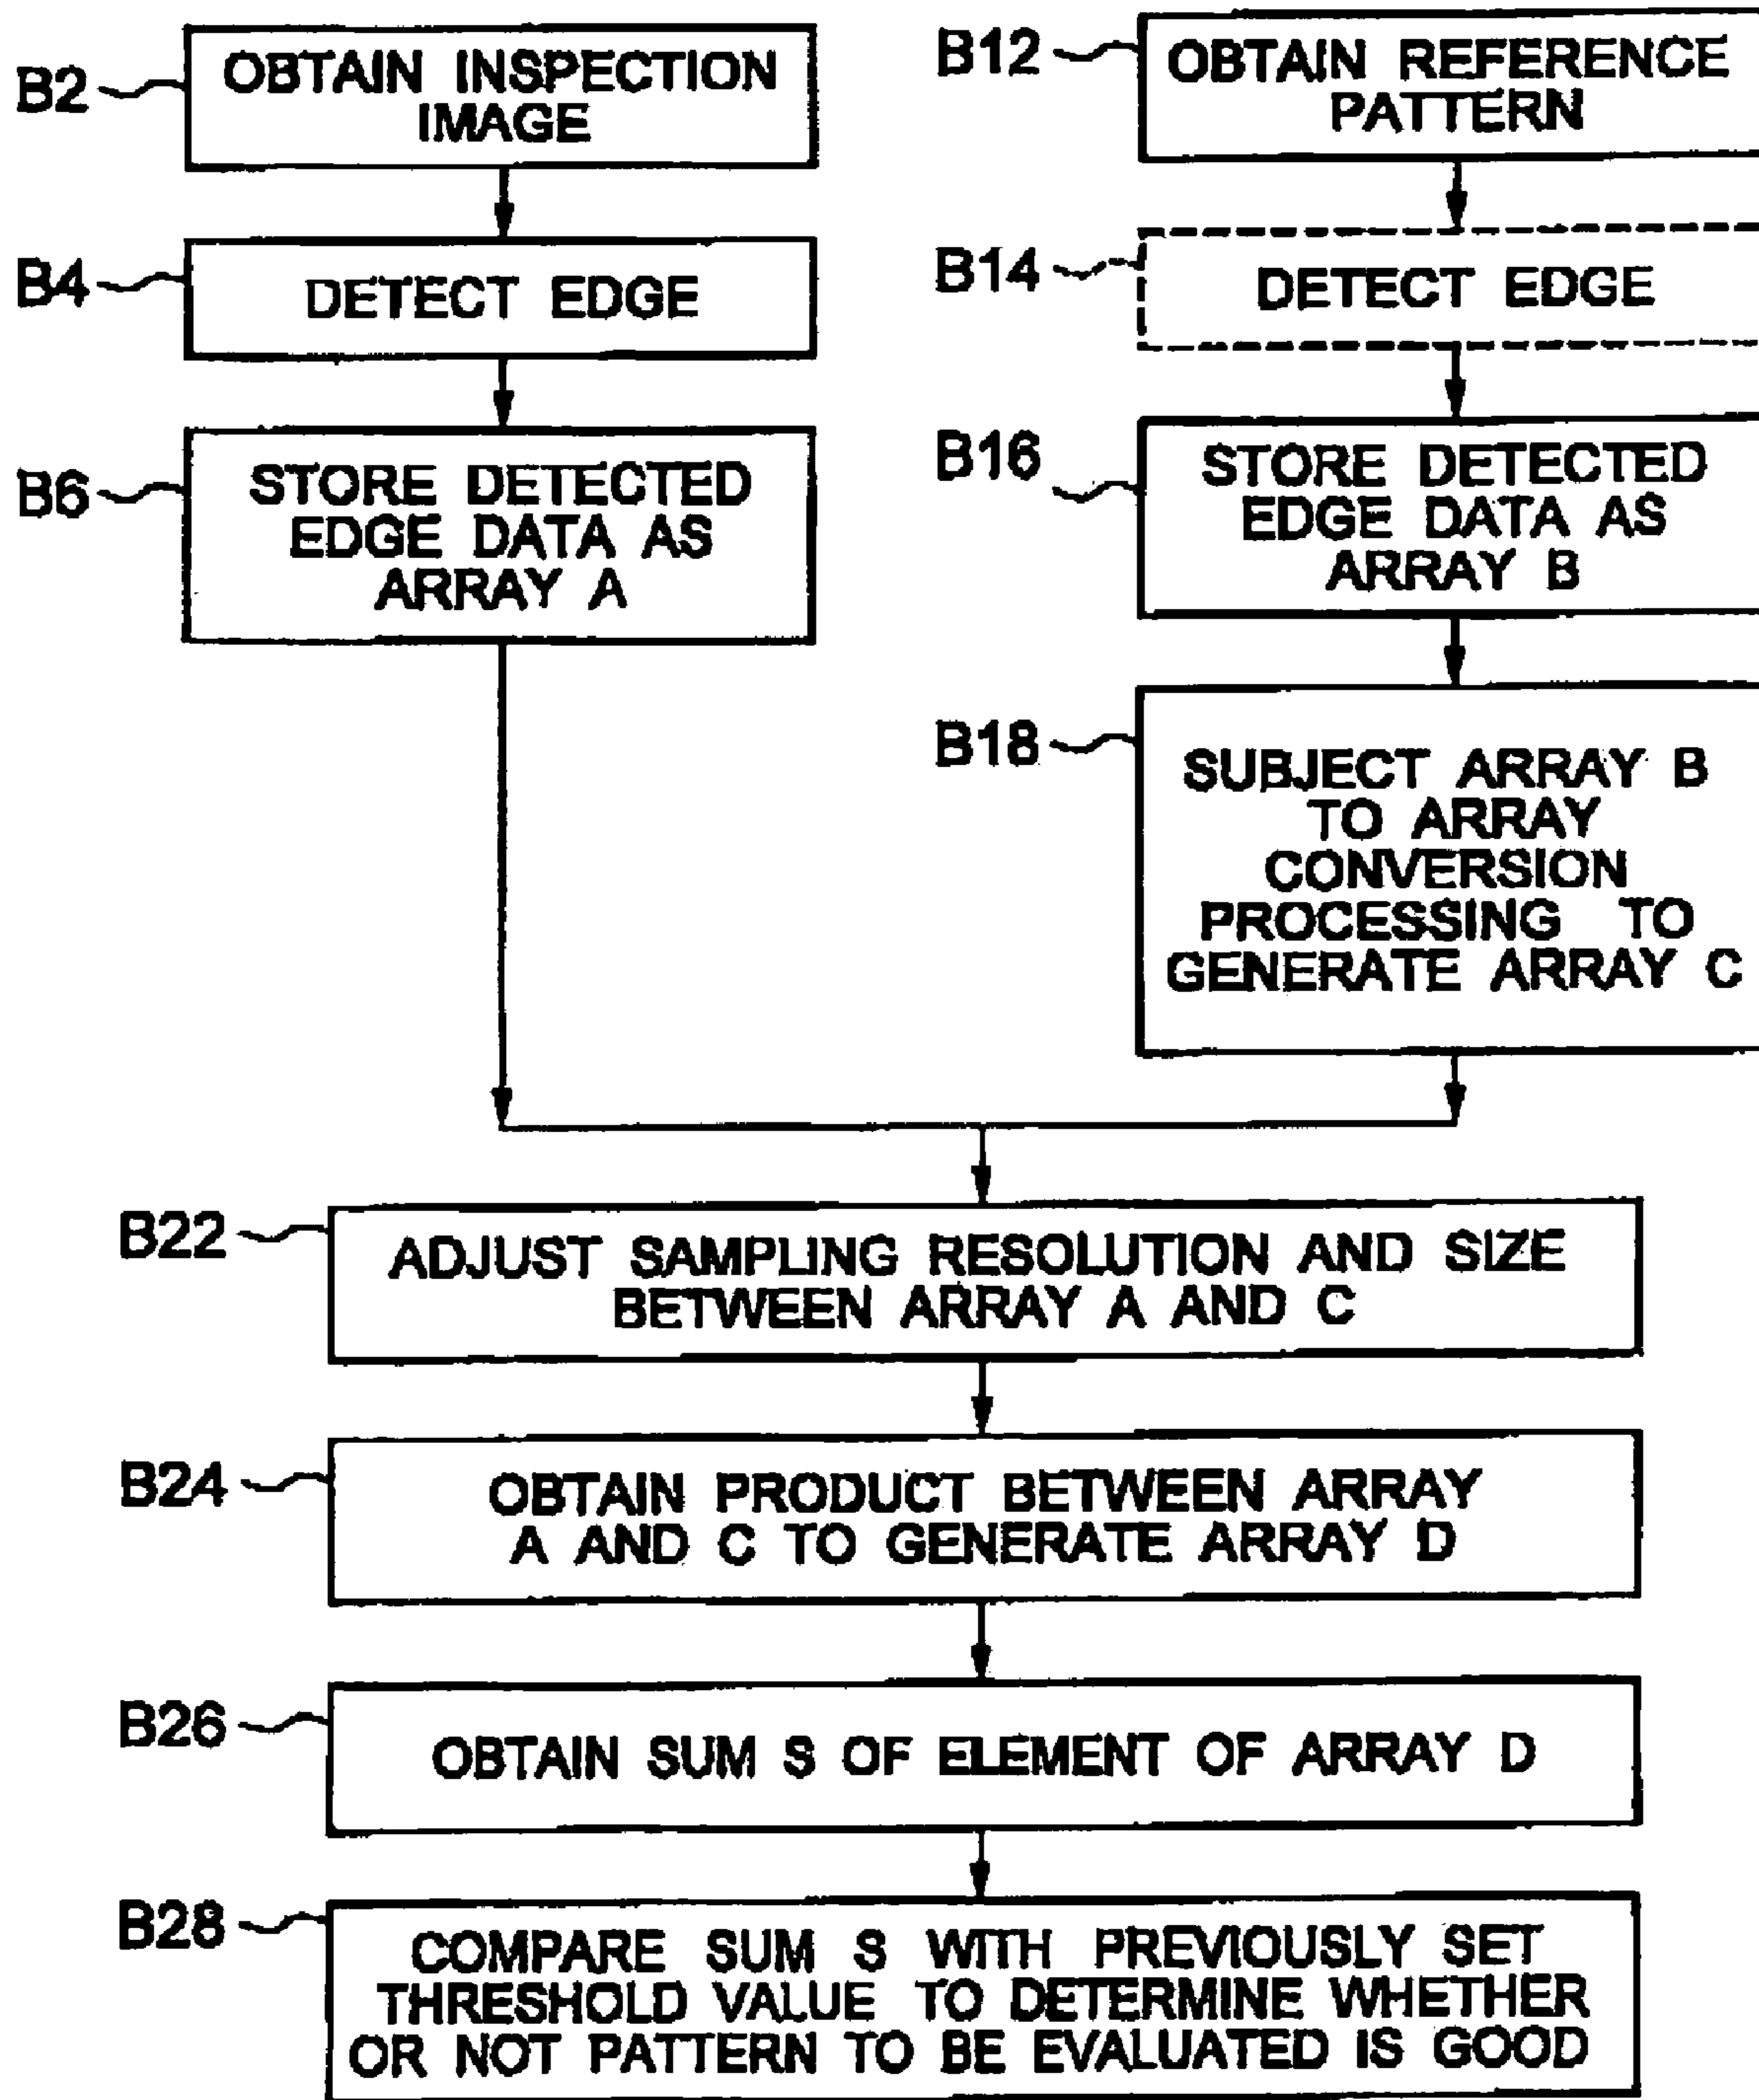 B2
OBTAIN INSPECTION
IMAGE
B4
DETECT EDGE
B6
STORE DETECTED
EDGE DATA AS
ARRAY A
B12
OBTAIN REFERENCE
PATTERN
B14
DETECT EDGE
B16
STORE DETECTED
EDGE DATA AS
ARRAY B
B18
SUBJECT ARRAY B
TO ARRAY
CONVERSION
PROCESSING TO
GENERATE ARRAY C
B22
ADJUST SAMPLING RESOLUTION AND SIZE
BETWEEN ARRAY A AND C
B24
OBTAIN PRODUCT BETWEEN ARRAY
A AND C TO GENERATE ARRAY D
B26
OBTAIN SUM S OF ELEMENT OF ARRAY D
B28
COMPARE SUM S WITH PREVIOUSLY SET
THRESHOLD VALUE TO DETERMINE WHETHER
OR NOT PATTERN TO BE EVALUATED IS GOOD